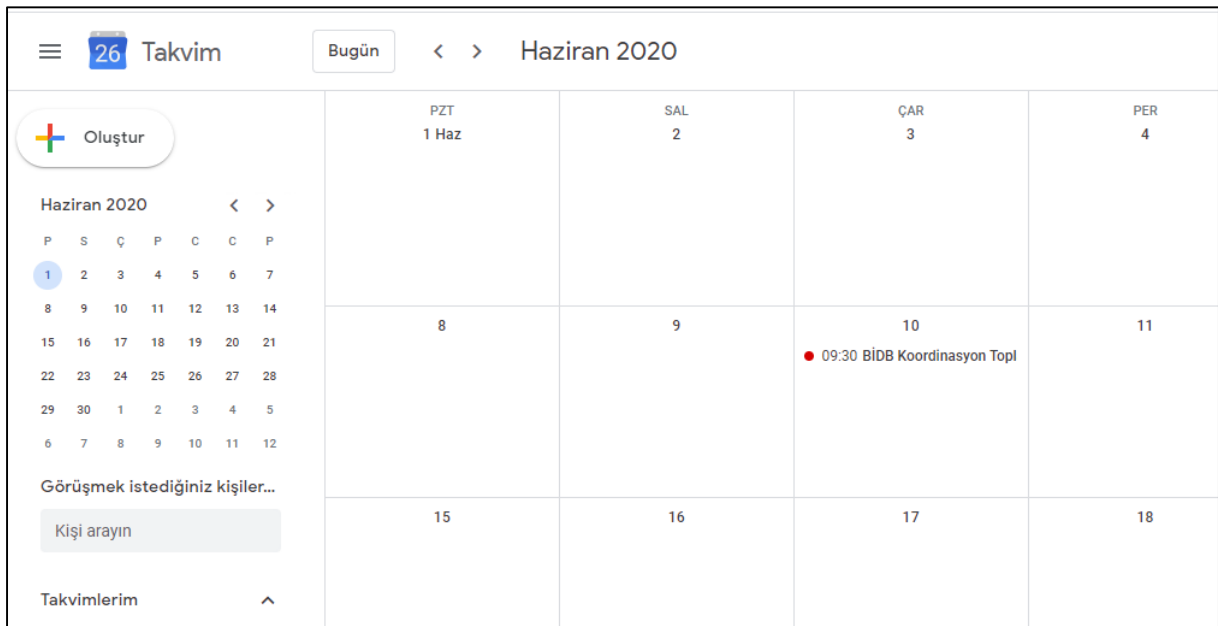 26 Takvim Bugün Haziran 2020
Oluştur
Haziran 2020
P S Ç P C C P
1 2 3 4 5 6 7
8 9 10 11 12 13 14
15 16 17 18 19 20 21
22 23 24 25 26 27 28
29 30 1 2 3 4 5
6 7 8 9 10 11 12
Görüşmek istediğiniz kişiler...
Kişi arayın
Takvimlerim
PZT SAL ÇAR PER
1 Haz 2 3 4
8 9 10 11
09:30 BİDB Koordinasyon Topl
15 16 17 18